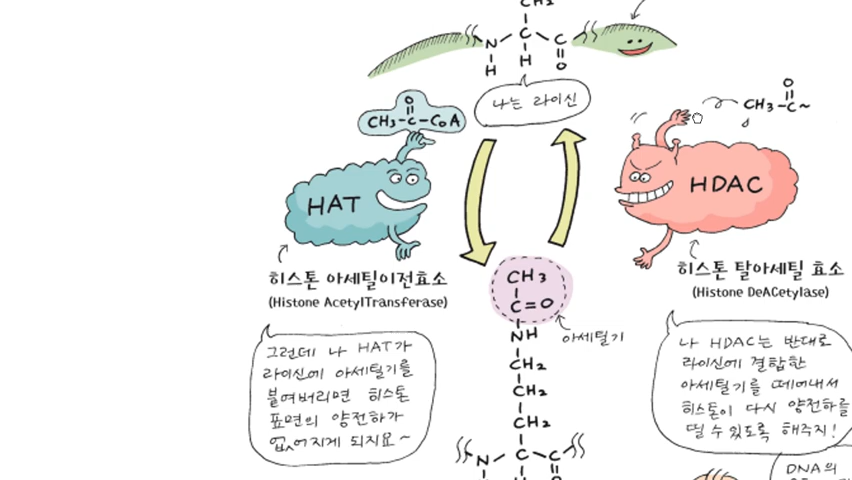 CH3
N
C
C
H
H
O
나는 라이신
O
CH3-C-CoA
O
CH3-C~
HAT
HDAC
히스톤 아세틸이전효소
(Histone AcetylTransferase)
히스톤 탈아세틸 효소
(Histone DeACetylase)
CH3
C=O
NH
아세틸기
CH2
CH2
CH2
N
C
C
그런데 나 HAT가
라이신에 아세틸기를
붙여버리면 히스톤
표면의 양전하가
없어지게 되지요~
나 HDAC는 반대로
라이신에 결합한
아세틸기를 떼어내서
히스톤이 다시 양전하를
띨 수 있도록 해주지!
DNA의